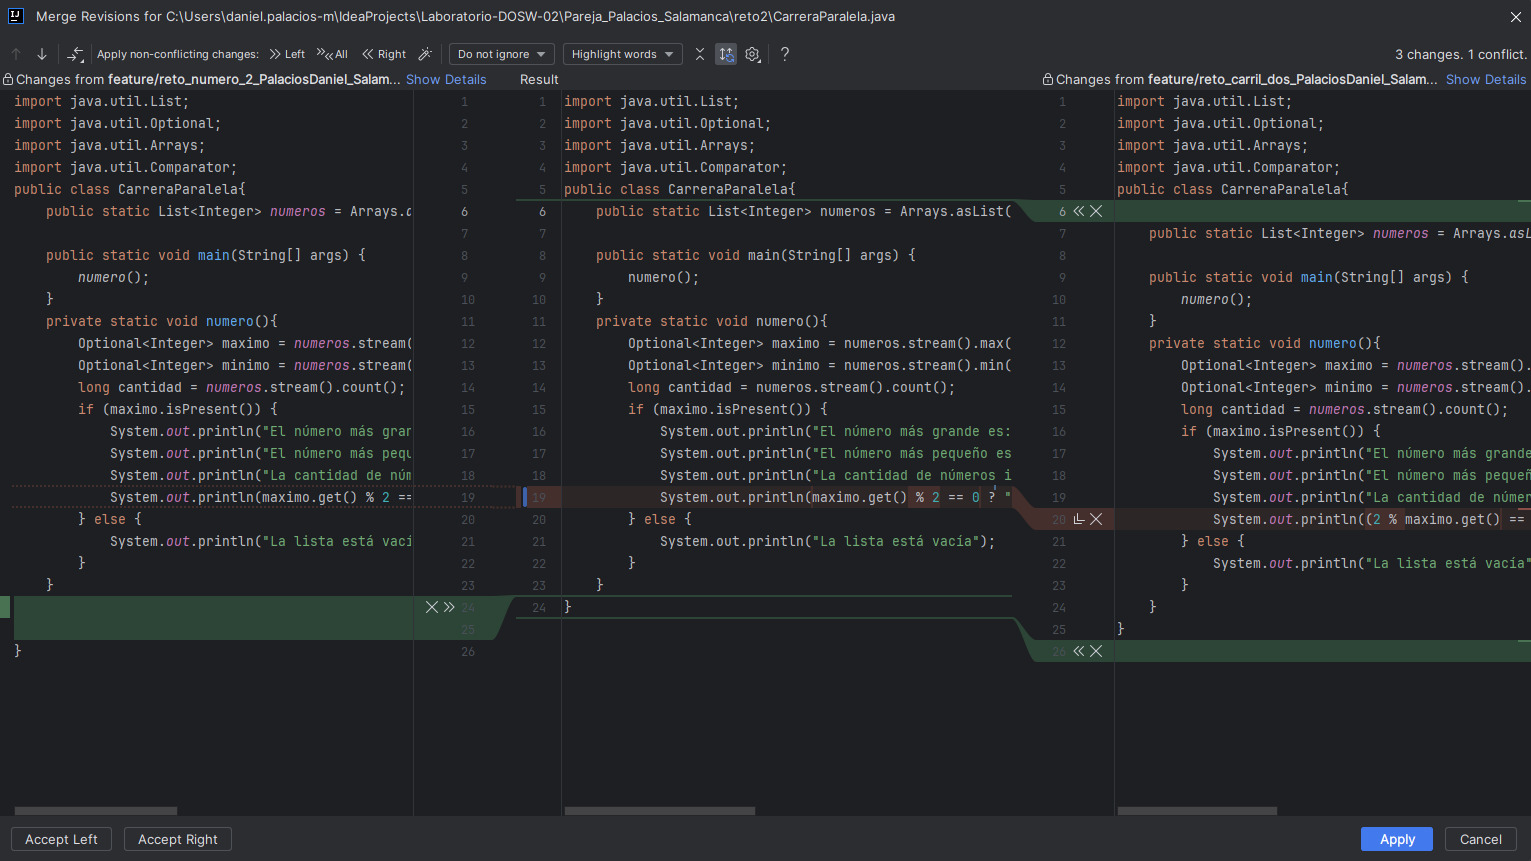 Merge Revisions for C:\Users\daniel.palacios-m\IdeaProjects\Laboratorio-DOSW-02\Pareja_Palacios_Salamanca\reto2\CarreraParalela.java
Apply non-conflicting changes: Left All Right Do not ignore Highlight words ? 3 changes. 1 conflict.
Changes from feature/reto_numero_2_PalaciosDaniel_Salam... Show Details
import java.util.List; 1
import java.util.Optional; 2
import java.util.Arrays; 3
import java.util.Comparator; 4
public class CarreraParalela{ 5
public static List<Integer> numeros = Arrays.a 6
7
public static void main(String[] args) { 8
numero(); 9
} 10
private static void numero(){ 11
Optional<Integer> maximo = numeros.stream( 12
Optional<Integer> minimo = numeros.stream( 13
long cantidad = numeros.stream().count(); 14
if (maximo.isPresent()) { 15
System.out.println("El número más gran 16
System.out.println("El número más pequ 17
System.out.println("La cantidad de núm 18
System.out.println(maximo.get() % 2 == 19
} else { 20
System.out.println("La lista está vací 21
} 22
} 23
24
25
} 26
Result
1 import java.util.List;
2 import java.util.Optional;
3 import java.util.Arrays;
4 import java.util.Comparator;
5 public class CarreraParalela{
6 public static List<Integer> numeros = Arrays.asList(
7
8 public static void main(String[] args) {
9 numero();
10 }
11 private static void numero(){
12 Optional<Integer> maximo = numeros.stream().max(
13 Optional<Integer> minimo = numeros.stream().min(
14 long cantidad = numeros.stream().count();
15 if (maximo.isPresent()) {
16 System.out.println("El número más grande es:
17 System.out.println("El número más pequeño es
18 System.out.println("La cantidad de números i
19 System.out.println(maximo.get() % 2 == 0 ? "
20 } else {
21 System.out.println("La lista está vacía");
22 }
23 }
24 }
Changes from feature/reto_carril_dos_PalaciosDaniel_Salam... Show Details
1 import java.util.List;
2 import java.util.Optional;
3 import java.util.Arrays;
4 import java.util.Comparator;
5 public class CarreraParalela{
6
7 public static List<Integer> numeros = Arrays.asL
8
9 public static void main(String[] args) {
10 numero();
11 }
12 private static void numero(){
13 Optional<Integer> maximo = numeros.stream().
14 Optional<Integer> minimo = numeros.stream().
15 long cantidad = numeros.stream().count();
16 if (maximo.isPresent()) {
17 System.out.println("El número más grande
18 System.out.println("El número más pequeñ
19 System.out.println("La cantidad de númer
20 System.out.println((2 % maximo.get() ==
21 } else {
22 System.out.println("La lista está vacía"
23 }
24 }
25 }
26
Accept Left Accept Right Apply Cancel